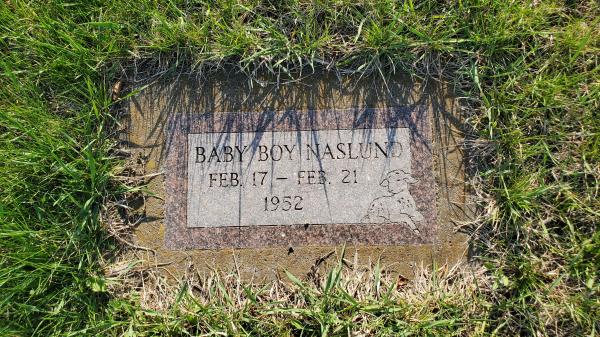 BABY BOY NASLUND
FEB. 17 - FEB. 21
1952